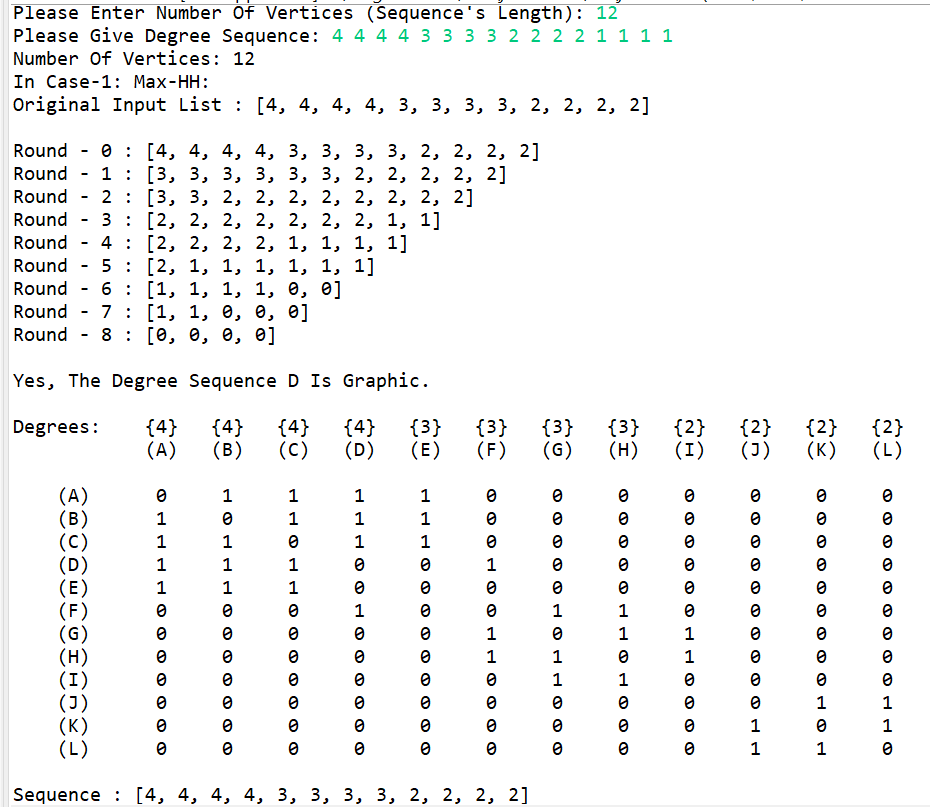 Please Enter Number Of Vertices (Sequence's Length): 12
Please Give Degree Sequence: 4 4 4 4 3 3 3 3 2 2 2 2 1 1 1 1
Number Of Vertices: 12
In Case-1: Max-HH:
Original Input List : [4, 4, 4, 4, 3, 3, 3, 3, 2, 2, 2, 2]
Round - 0 : [4, 4, 4, 4, 3, 3, 3, 3, 2, 2, 2, 2]
Round - 1 : [3, 3, 3, 3, 3, 3, 2, 2, 2, 2, 2]
Round - 2 : [3, 3, 2, 2, 2, 2, 2, 2, 2, 2]
Round - 3 : [2, 2, 2, 2, 2, 2, 2, 1, 1]
Round - 4 : [2, 2, 2, 2, 1, 1, 1, 1]
Round - 5 : [2, 1, 1, 1, 1, 1, 1]
Round - 6 : [1, 1, 1, 1, 0, 0]
Round - 7 : [1, 1, 0, 0, 0]
Round - 8 : [0, 0, 0, 0]
Yes, The Degree Sequence D Is Graphic.
Degrees: {4} {4} {4} {4} {3} {3} {3} {3} {2} {2} {2} {2}
(A) (B) (C) (D) (E) (F) (G) (H) (I) (J) (K) (L)
(A) 0 1 1 1 1 0 0 0 0 0 0 0
(B) 1 0 1 1 1 0 0 0 0 0 0 0
(C) 1 1 0 1 1 0 0 0 0 0 0 0
(D) 1 1 1 0 0 1 0 0 0 0 0 0
(E) 1 1 1 0 0 0 0 0 0 0 0 0
(F) 0 0 0 1 0 0 1 1 0 0 0 0
(G) 0 0 0 0 0 1 0 1 1 0 0 0
(H) 0 0 0 0 0 1 1 0 1 0 0 0
(I) 0 0 0 0 0 0 1 1 0 0 0 0
(J) 0 0 0 0 0 0 0 0 0 0 1 1
(K) 0 0 0 0 0 0 0 0 0 1 0 1
(L) 0 0 0 0 0 0 0 0 0 1 1 0
Sequence : [4, 4, 4, 4, 3, 3, 3, 3, 2, 2, 2, 2]